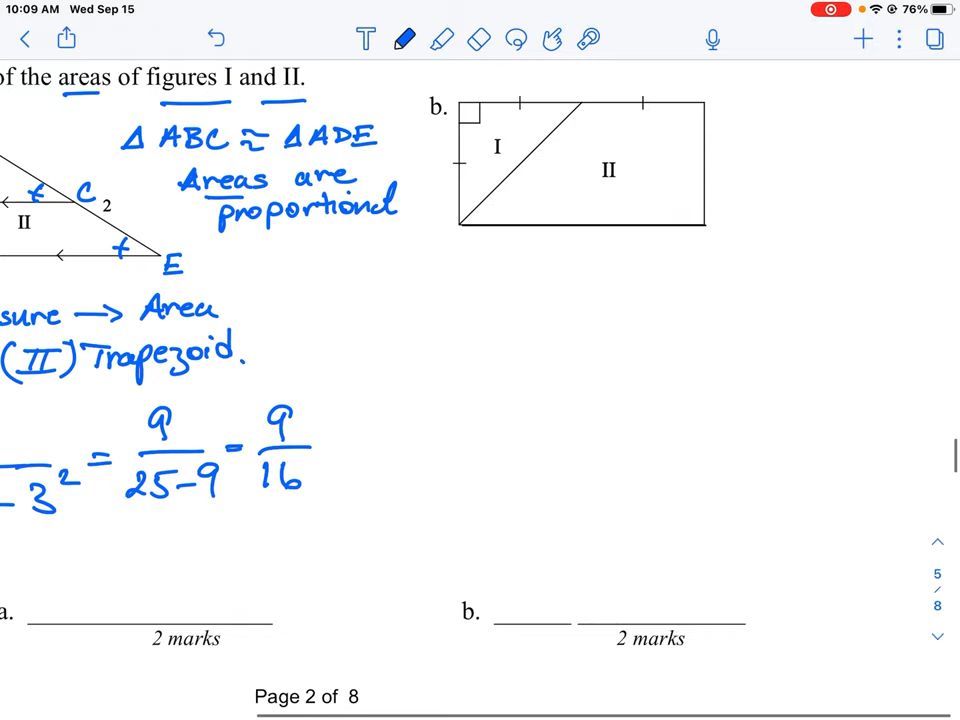 10:09 AM Wed Sep 15
76%
T
of the areas of figures I and II.
b.
△ ABC ≅ △ ADE
Areas are
proportional
C
2
II
E
I
II
sure → Area
(II) Trapezoid.
- 3² = 9/25-9 - 9/16
5
/
8
a.
2 marks
b.
2 marks
Page 2 of 8